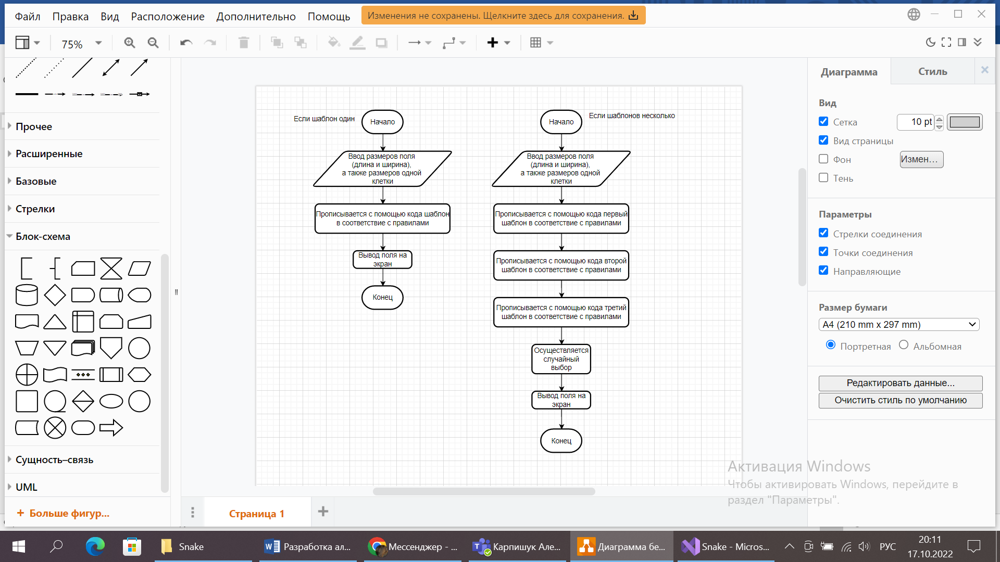 Файл Правка Вид Расположение Дополнительно Помощь Изменения не сохранены. Щелкните здесь для сохранения.
75%
Прочее
Расширенные
Базовые
Стрелки
Блок-схема
Сущность–связь
UML
+ Больше фигур...
Если шаблон один
Начало
Ввод размеров поля
(длина и ширина),
а также размеров одной
клетки
Прописывается с помощью кода шаблон
в соответствие с правилами
Вывод поля на
экран
Конец
Начало
Если шаблонов несколько
Ввод размеров поля
(длина и ширина),
а также размеров одной
клетки
Прописывается с помощью кода первый
шаблон в соответствие с правилами
Прописывается с помощью кода второй
шаблон в соответствие с правилами
Прописывается с помощью кода третий
шаблон в соответствие с правилами
Осуществляется
случайный
выбор
Вывод поля на
экран
Конец
Страница 1
Диаграмма Стиль
Вид
Сетка 10 pt
Вид страницы
Фон Измен...
Тень
Параметры
Стрелки соединения
Точки соединения
Направляющие
Размер бумаги
A4 (210 mm x 297 mm)
Портретная Альбомная
Редактировать данные...
Очистить стиль по умолчанию
Активация Windows
Чтобы активировать Windows, перейдите в
раздел "Параметры".
Snake Разработка ал... Мессенджер - ... Карпишук Але... Диаграмма бе... Snake - Micros... РУС
20:11
17.10.2022